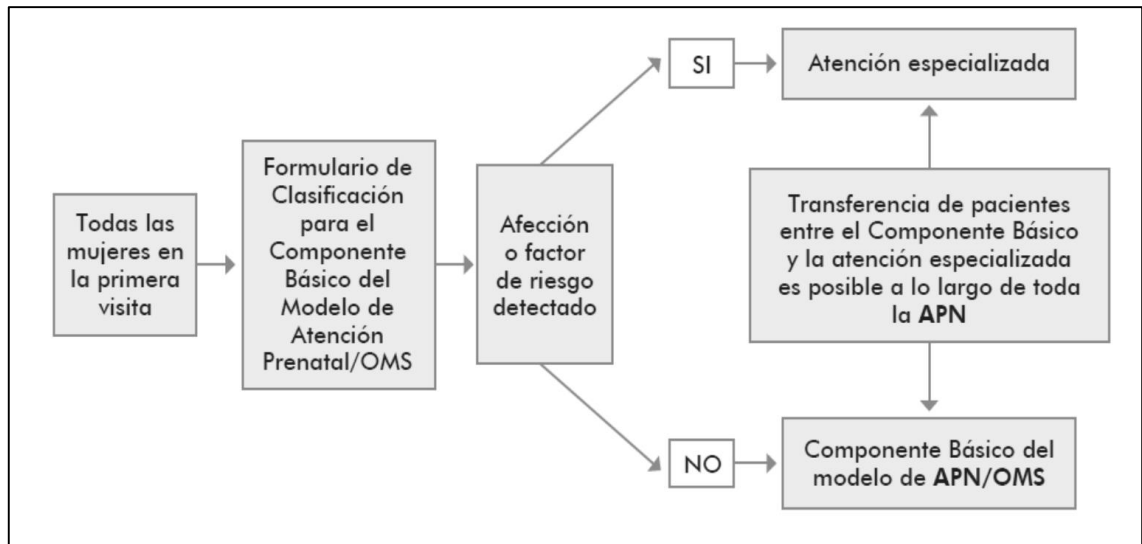 Todas las
mujeres en
la primera
visita
Formulario de
Clasificación
para el
Componente
Básico del
Modelo de
Atención
Prenatal/OMS
Afección
o factor
de riesgo
detectado
SI
Atención especializada
Transferencia de pacientes
entre el Componente Básico
y la atención especializada
es posible a lo largo de toda
la APN
NO
Componente Básico del
modelo de APN/OMS